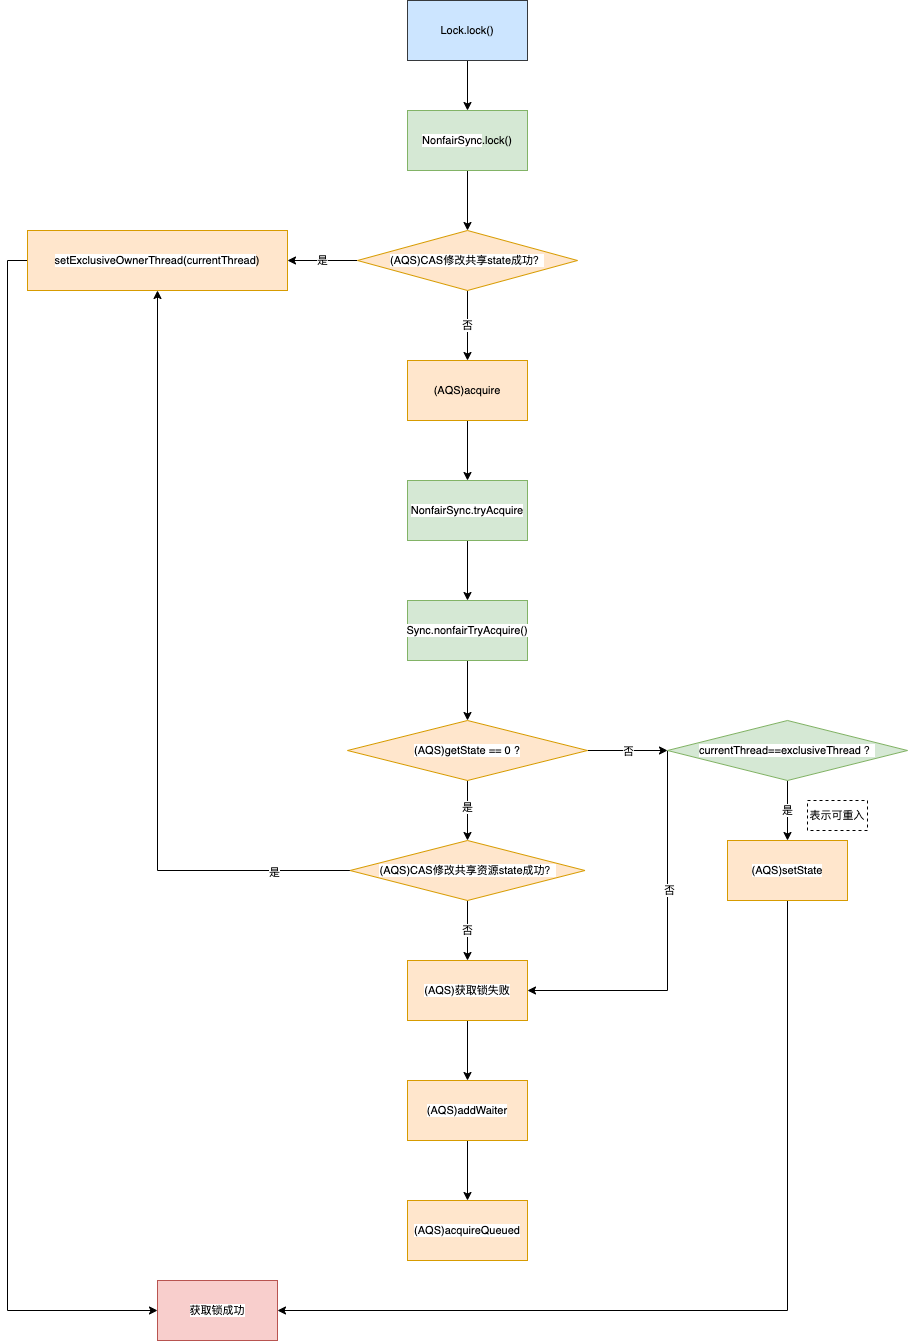 Lock.lock()
NonfairSync.lock()
setExclusiveOwnerThread(currentThread)
是
(AQS)CAS修改共享state成功?
否
(AQS)acquire
NonfairSync.tryAcquire
Sync.nonfairTryAcquire()
(AQS)getState == 0 ?
否
currentThread==exclusiveThread ?
是
是
表示可重入
是
(AQS)CAS修改共享资源state成功?
(AQS)setState
否
否
(AQS)获取锁失败
(AQS)addWaiter
(AQS)acquireQueued
获取锁成功